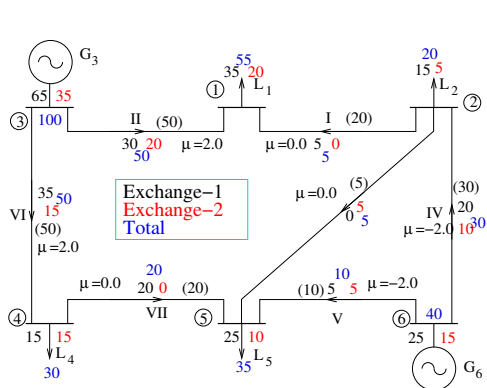 G3
65 35
100
③
II (50)
30 20
50
μ=2.0
①
55
35 20
L1
I (20)
μ=0.0 5 0
5
20
15 5
L2
②
Exchange−1
Exchange−2
Total
μ=0.0
(5)
0 5
5
(30)
IV 20
μ=−2.0 10 30
35 50
VI 15
(50)
μ=2.0
μ=0.0
20
20 0 (20)
VII
④
15 15
L4
30
⑤
25 10
L5
35
10
(10) 5 5
μ=−2.0
V
⑥
40
25 15
G6